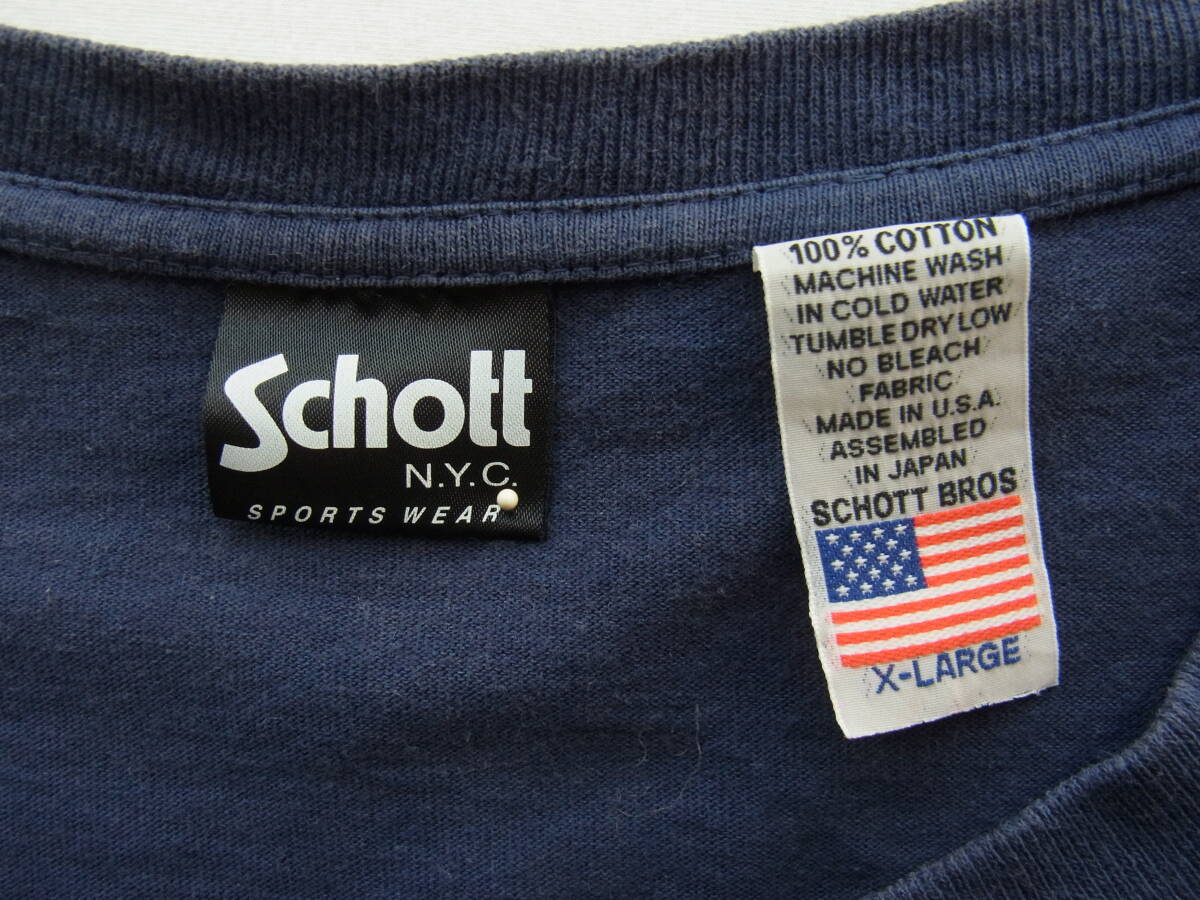 Schott
N.Y.C.
SPORTS WEAR
100% COTTON
MACHINE WASH
IN COLD WATER
TUMBLE DRY LOW
NO BLEACH
FABRIC
MADE IN U.S.A.
ASSEMBLED
IN JAPAN
SCHOTT BROS
X-LARGE